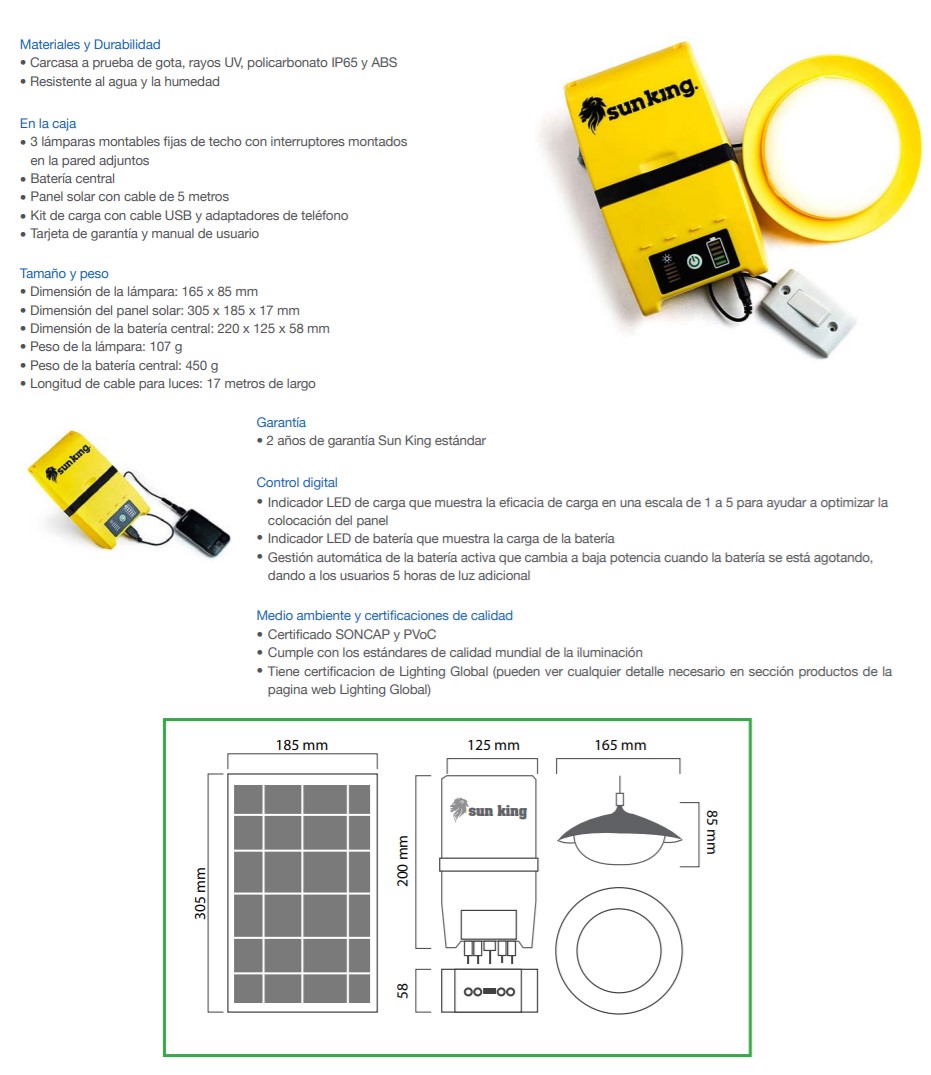 Materiales y Durabilidad
• Carcasa a prueba de gota, rayos UV, policarbonato IP65 y ABS
• Resistente al agua y la humedad
sun king.
En la caja
• 3 lámparas montables fijas de techo con interruptores montados
en la pared adjuntos
• Batería central
• Panel solar con cable de 5 metros
• Kit de carga con cable USB y adaptadores de teléfono
• Tarjeta de garantía y manual de usuario
Tamaño y peso
• Dimensión de la lámpara: 165 x 85 mm
• Dimensión del panel solar: 305 x 185 x 17 mm
• Dimensión de la batería central: 220 x 125 x 58 mm
• Peso de la lámpara: 107 g
• Peso de la batería central: 450 g
• Longitud de cable para luces: 17 metros de largo
sun king.
Garantía
• 2 años de garantía Sun King estándar
Control digital
• Indicador LED de carga que muestra la eficacia de carga en una escala de 1 a 5 para ayudar a optimizar la
colocación del panel
• Indicador LED de batería que muestra la carga de la batería
• Gestión automática de la batería activa que cambia a baja potencia cuando la batería se está agotando,
dando a los usuarios 5 horas de luz adicional
Medio ambiente y certificaciones de calidad
• Certificado SONCAP y PVoC
• Cumple con los estándares de calidad mundial de la iluminación
• Tiene certificacion de Lighting Global (pueden ver cualquier detalle necesario en sección productos de la
pagina web Lighting Global)
185 mm
125 mm
165 mm
305 mm
200 mm
sun king
85 mm
58